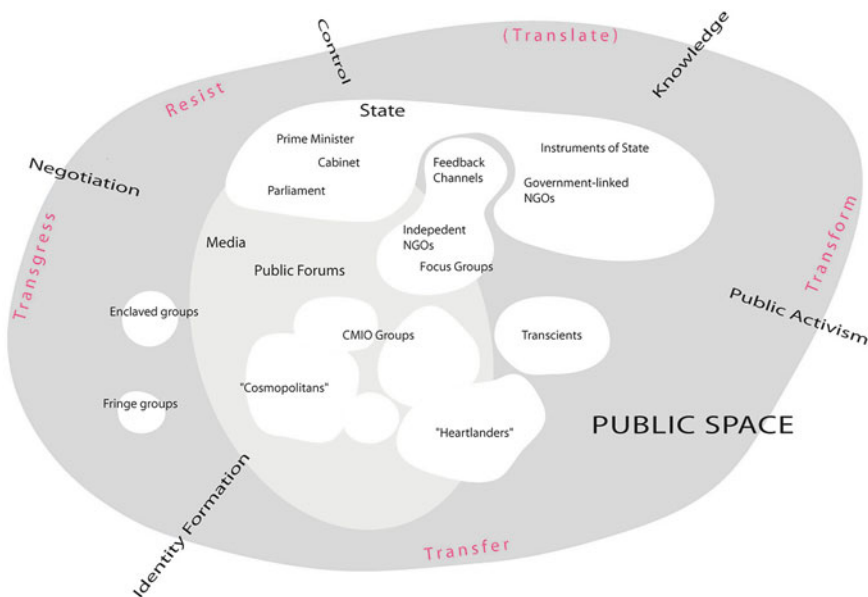 (Translate)
Control
Knowledge
Resist
State
Prime Minister
Cabinet
Parliament
Feedback
Channels
Instruments of State
Government-linked
NGOs
Negotiation
Transgress
Transform
Media
Public Forums
Indepedent
NGOs
Focus Groups
Enclaved groups
CMIO Groups
Transcients
Public Activism
"Cosmopolitans"
Fringe groups
"Heartlanders"
PUBLIC SPACE
Identity Formation
Transfer